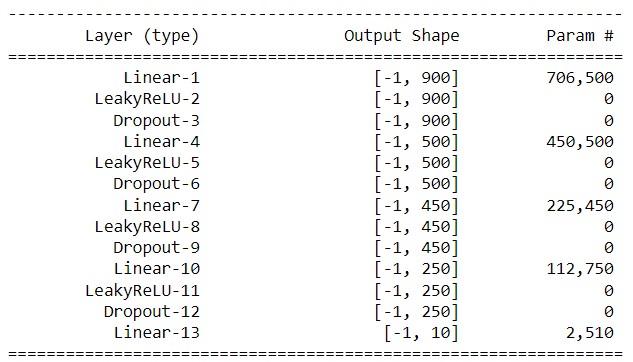 ----------------------------------------------------------------
Layer (type) Output Shape Param #
================================================================
Linear-1 [-1, 900] 706,500
LeakyReLU-2 [-1, 900] 0
Dropout-3 [-1, 900] 0
Linear-4 [-1, 500] 450,500
LeakyReLU-5 [-1, 500] 0
Dropout-6 [-1, 500] 0
Linear-7 [-1, 450] 225,450
LeakyReLU-8 [-1, 450] 0
Dropout-9 [-1, 450] 0
Linear-10 [-1, 250] 112,750
LeakyReLU-11 [-1, 250] 0
Dropout-12 [-1, 250] 0
Linear-13 [-1, 10] 2,510
================================================================